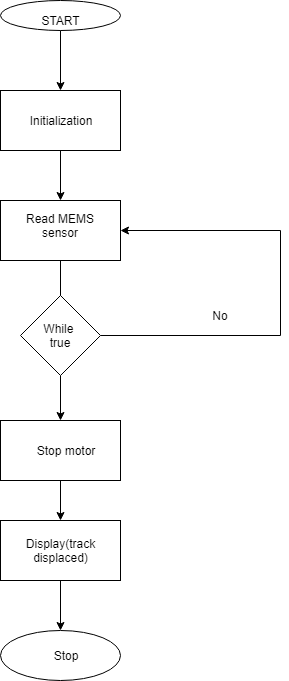 START
Initialization
Read MEMS
sensor
While
true
No
Stop motor
Display(track
displaced)
Stop